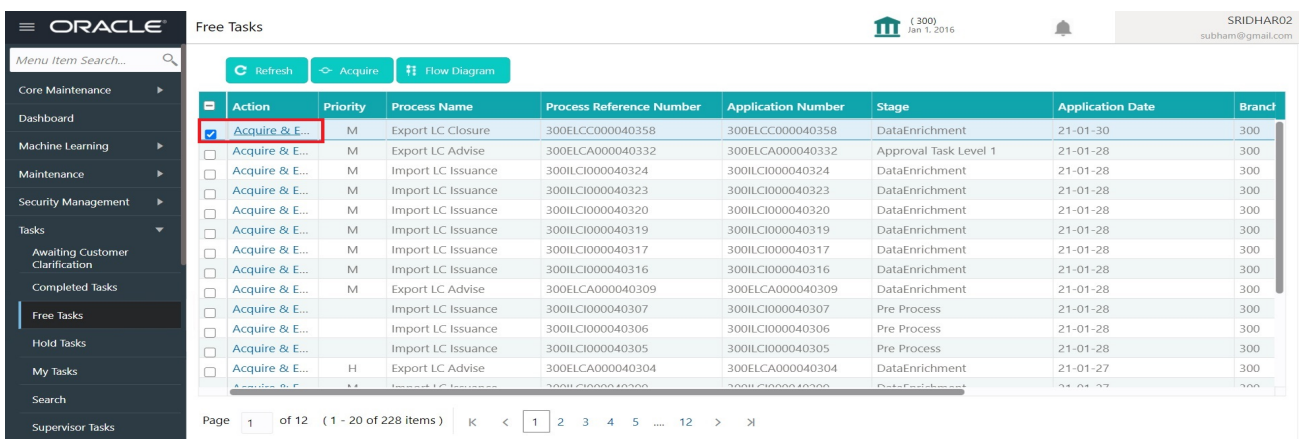 ORACLE
Free Tasks
( 300)
Jan 1, 2016
SRIDHAR02
subham@gmail.com
Menu Item Search...
Core Maintenance
Dashboard
Machine Learning
Maintenance
Security Management
Tasks
Awaiting Customer
Clarification
Completed Tasks
Free Tasks
Hold Tasks
My Tasks
Search
Supervisor Tasks
Refresh Acquire Flow Diagram
Action Priority Process Name Process Reference Number Application Number Stage Application Date Branch
Acquire & E... M Export LC Closure 300ELCC000040358 300ELCC000040358 DataEnrichment 21-01-30 300
Acquire & E... M Export LC Advise 300ELCA000040332 300ELCA000040332 Approval Task Level 1 21-01-28 300
Acquire & E... M Import LC Issuance 300ILCI000040324 300ILCI000040324 DataEnrichment 21-01-28 300
Acquire & E... M Import LC Issuance 300ILCI000040323 300ILCI000040323 DataEnrichment 21-01-28 300
Acquire & E... M Import LC Issuance 300ILCI000040320 300ILCI000040320 DataEnrichment 21-01-28 300
Acquire & E... M Import LC Issuance 300ILCI000040319 300ILCI000040319 DataEnrichment 21-01-28 300
Acquire & E... M Import LC Issuance 300ILCI000040317 300ILCI000040317 DataEnrichment 21-01-28 300
Acquire & E... M Import LC Issuance 300ILCI000040316 300ILCI000040316 DataEnrichment 21-01-28 300
Acquire & E... M Export LC Advise 300ELCA000040309 300ELCA000040309 DataEnrichment 21-01-28 300
Acquire & E... Import LC Issuance 300ILCI000040307 300ILCI000040307 Pre Process 21-01-28 300
Acquire & E... Import LC Issuance 300ILCI000040306 300ILCI000040306 Pre Process 21-01-28 300
Acquire & E... Import LC Issuance 300ILCI000040305 300ILCI000040305 Pre Process 21-01-28 300
Acquire & E... H Export LC Advise 300ELCA000040304 300ELCA000040304 DataEnrichment 21-01-27 300
Page 1 of 12 ( 1 - 20 of 228 items ) 1 2 3 4 5 .... 12